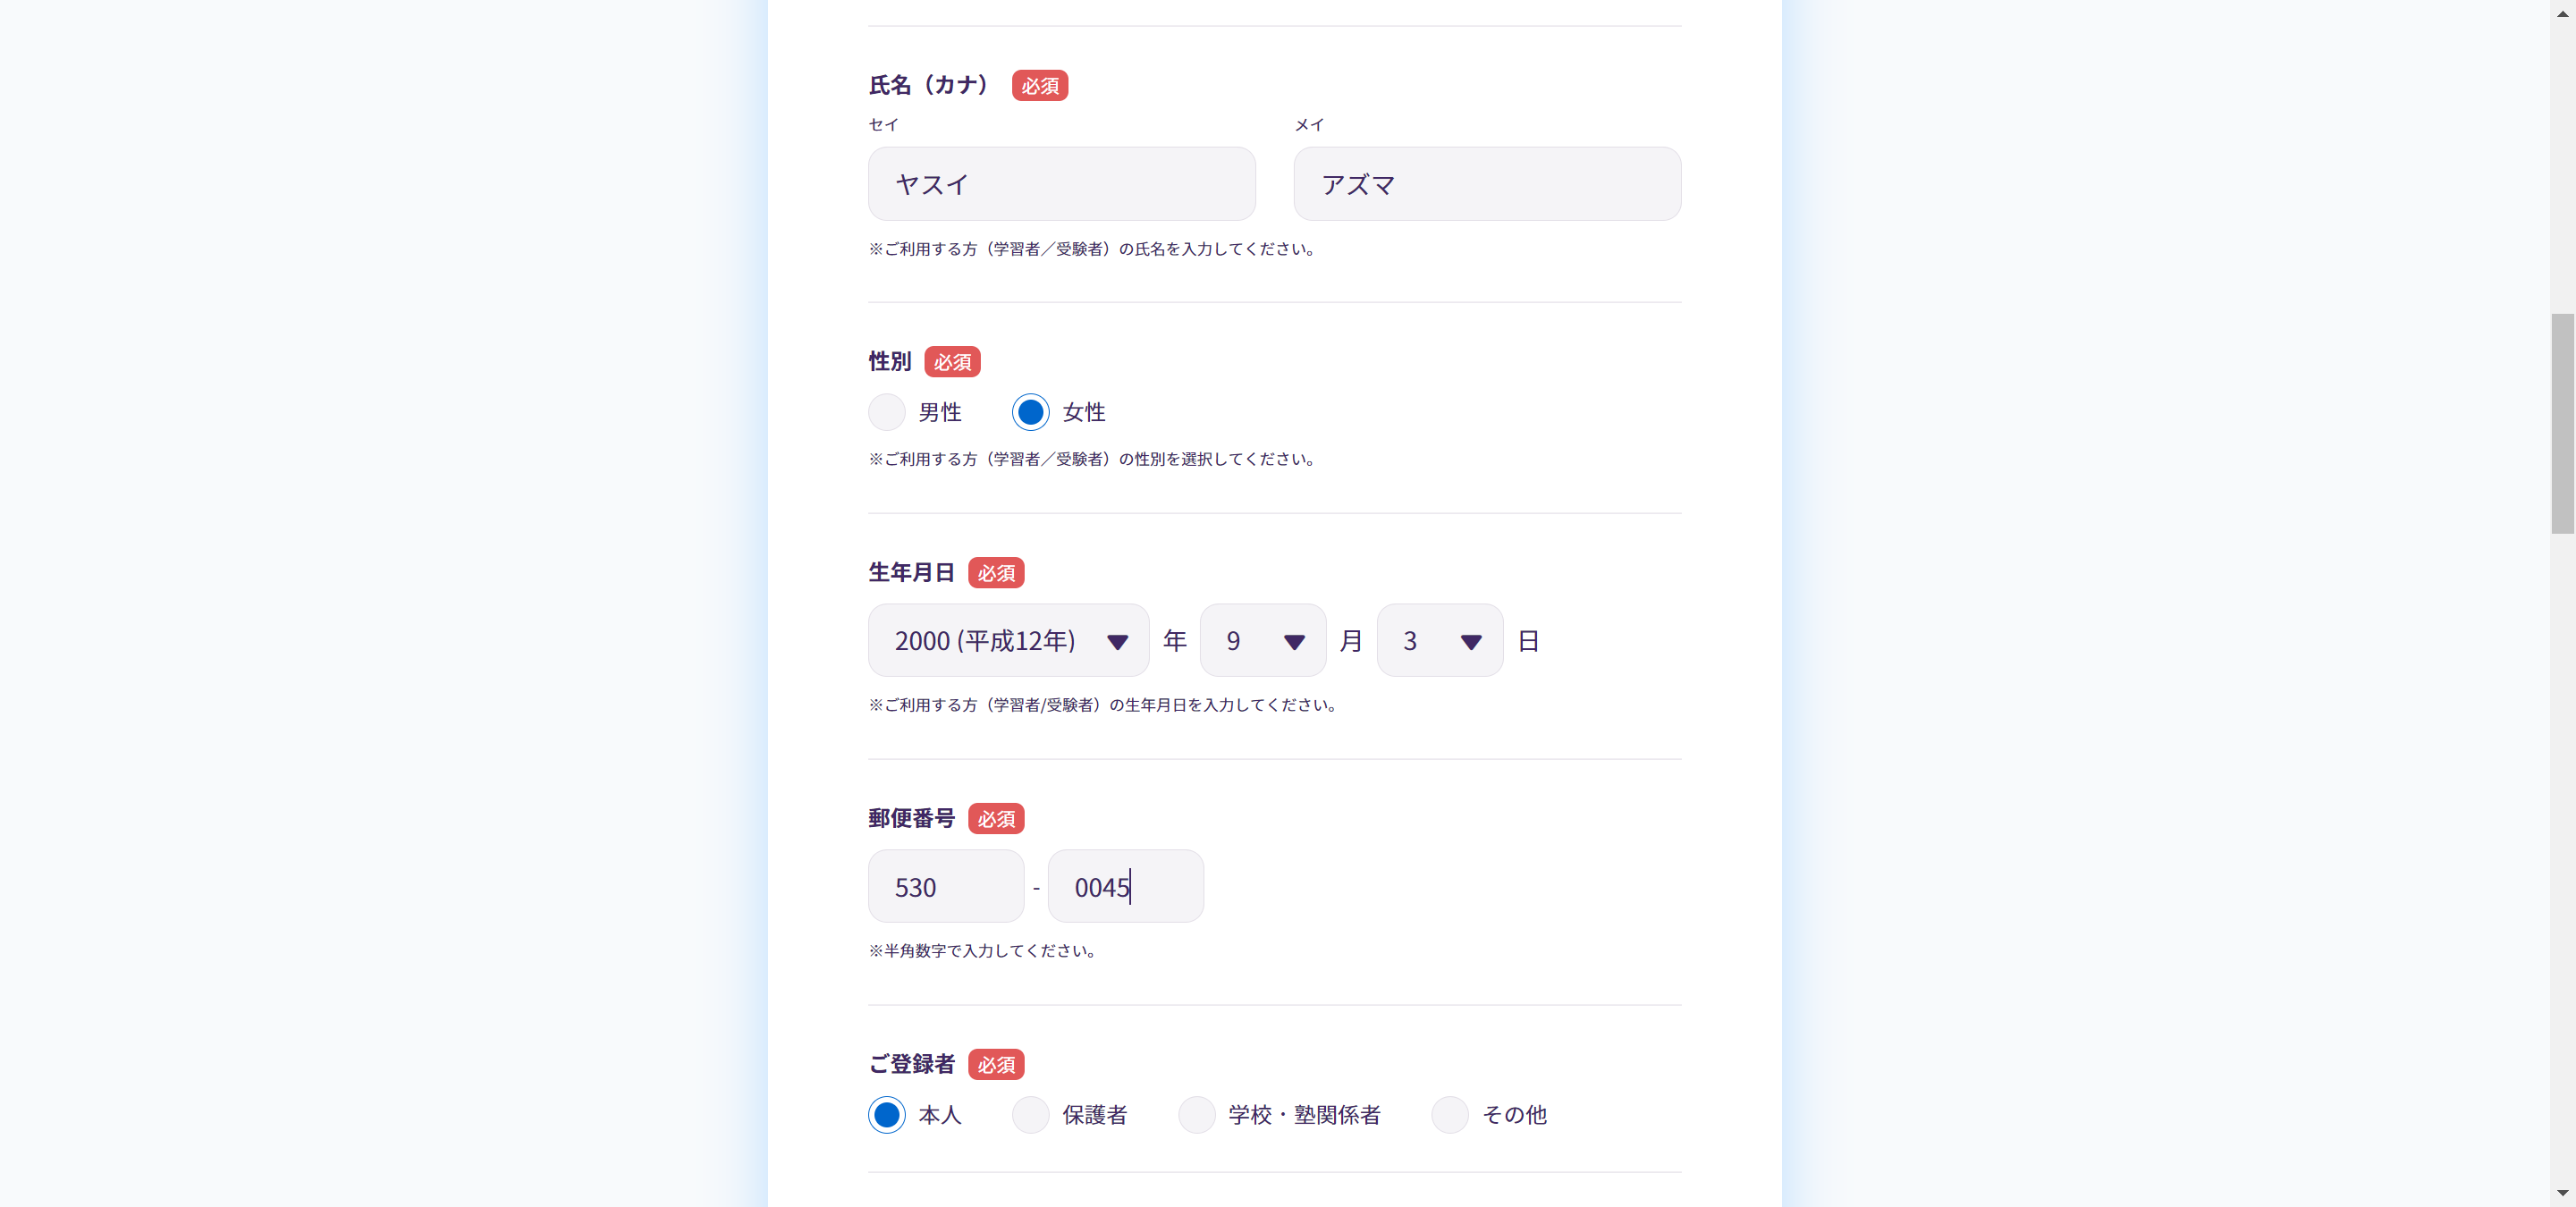 氏名（カナ） 必須
セイ メイ
ヤスイ アズマ
※ご利用する方（学習者／受験者）の氏名を入力してください。
性別 必須
男性 女性
※ご利用する方（学習者／受験者）の性別を選択してください。
生年月日 必須
2000 (平成12年) 年 9 月 3 日
※ご利用する方（学習者/受験者）の生年月日を入力してください。
郵便番号 必須
530 - 0045
※半角数字で入力してください。
ご登録者 必須
本人 保護者 学校・塾関係者 その他